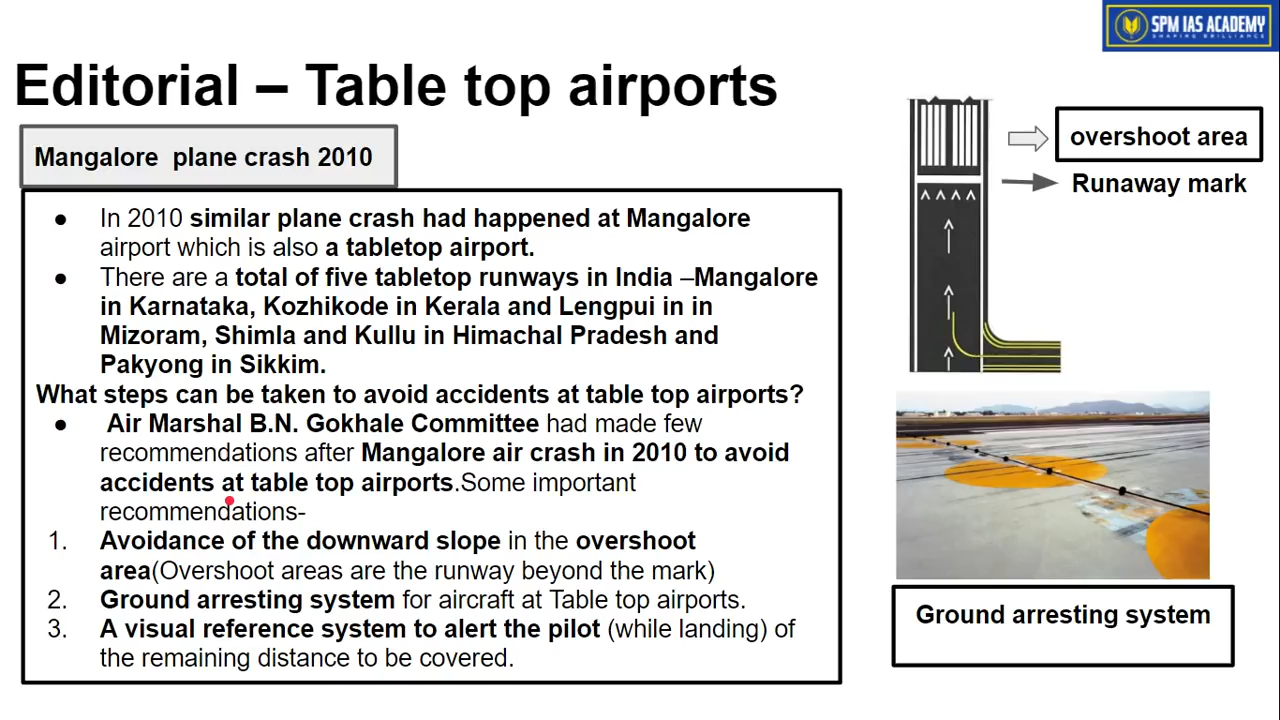 SPM IAS ACADEMY
SHAPING BRILLIANCE
Editorial – Table top airports
Mangalore plane crash 2010
overshoot area
Runaway mark
● In 2010 similar plane crash had happened at Mangalore
airport which is also a tabletop airport.
● There are a total of five tabletop runways in India –Mangalore
in Karnataka, Kozhikode in Kerala and Lengpui in in
Mizoram, Shimla and Kullu in Himachal Pradesh and
Pakyong in Sikkim.
What steps can be taken to avoid accidents at table top airports?
● Air Marshal B.N. Gokhale Committee had made few
recommendations after Mangalore air crash in 2010 to avoid
accidents at table top airports.Some important
recommendations-
1. Avoidance of the downward slope in the overshoot
area(Overshoot areas are the runway beyond the mark)
2. Ground arresting system for aircraft at Table top airports.
3. A visual reference system to alert the pilot (while landing) of
the remaining distance to be covered.
Ground arresting system